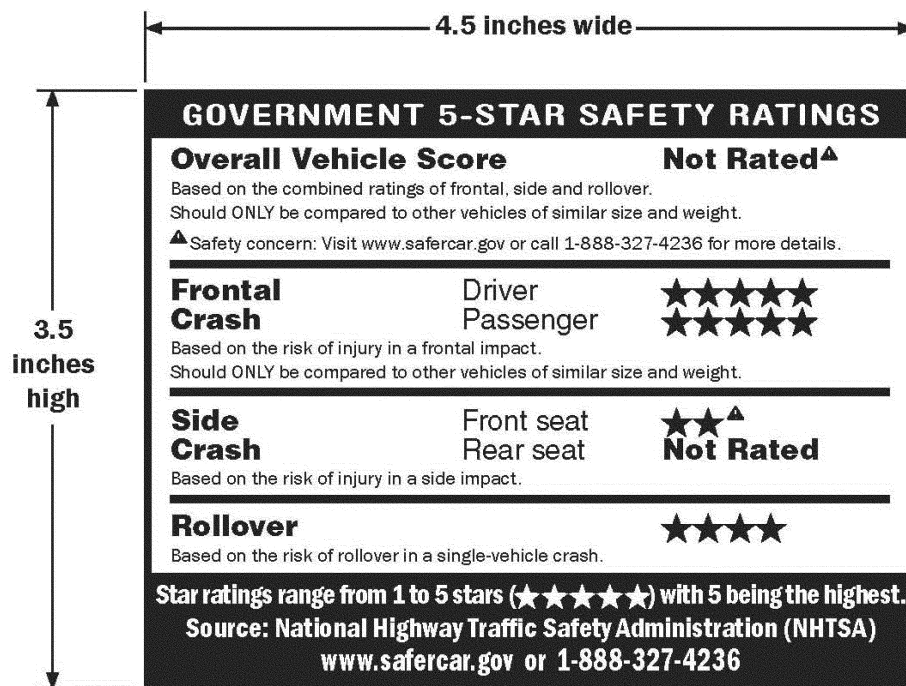 4.5 inches wide
3.5
inches
high
GOVERNMENT 5-STAR SAFETY RATINGS
Overall Vehicle Score Not Rated⚠
Based on the combined ratings of frontal, side and rollover.
Should ONLY be compared to other vehicles of similar size and weight.
⚠Safety concern: Visit www.safercar.gov or call 1-888-327-4236 for more details.
Frontal Driver ★★★★★
Crash Passenger ★★★★★
Based on the risk of injury in a frontal impact.
Should ONLY be compared to other vehicles of similar size and weight.
Side Front seat ★★⚠
Crash Rear seat Not Rated
Based on the risk of injury in a side impact.
Rollover ★★★★
Based on the risk of rollover in a single-vehicle crash.
Star ratings range from 1 to 5 stars (★★★★★) with 5 being the highest.
Source: National Highway Traffic Safety Administration (NHTSA)
www.safercar.gov or 1-888-327-4236